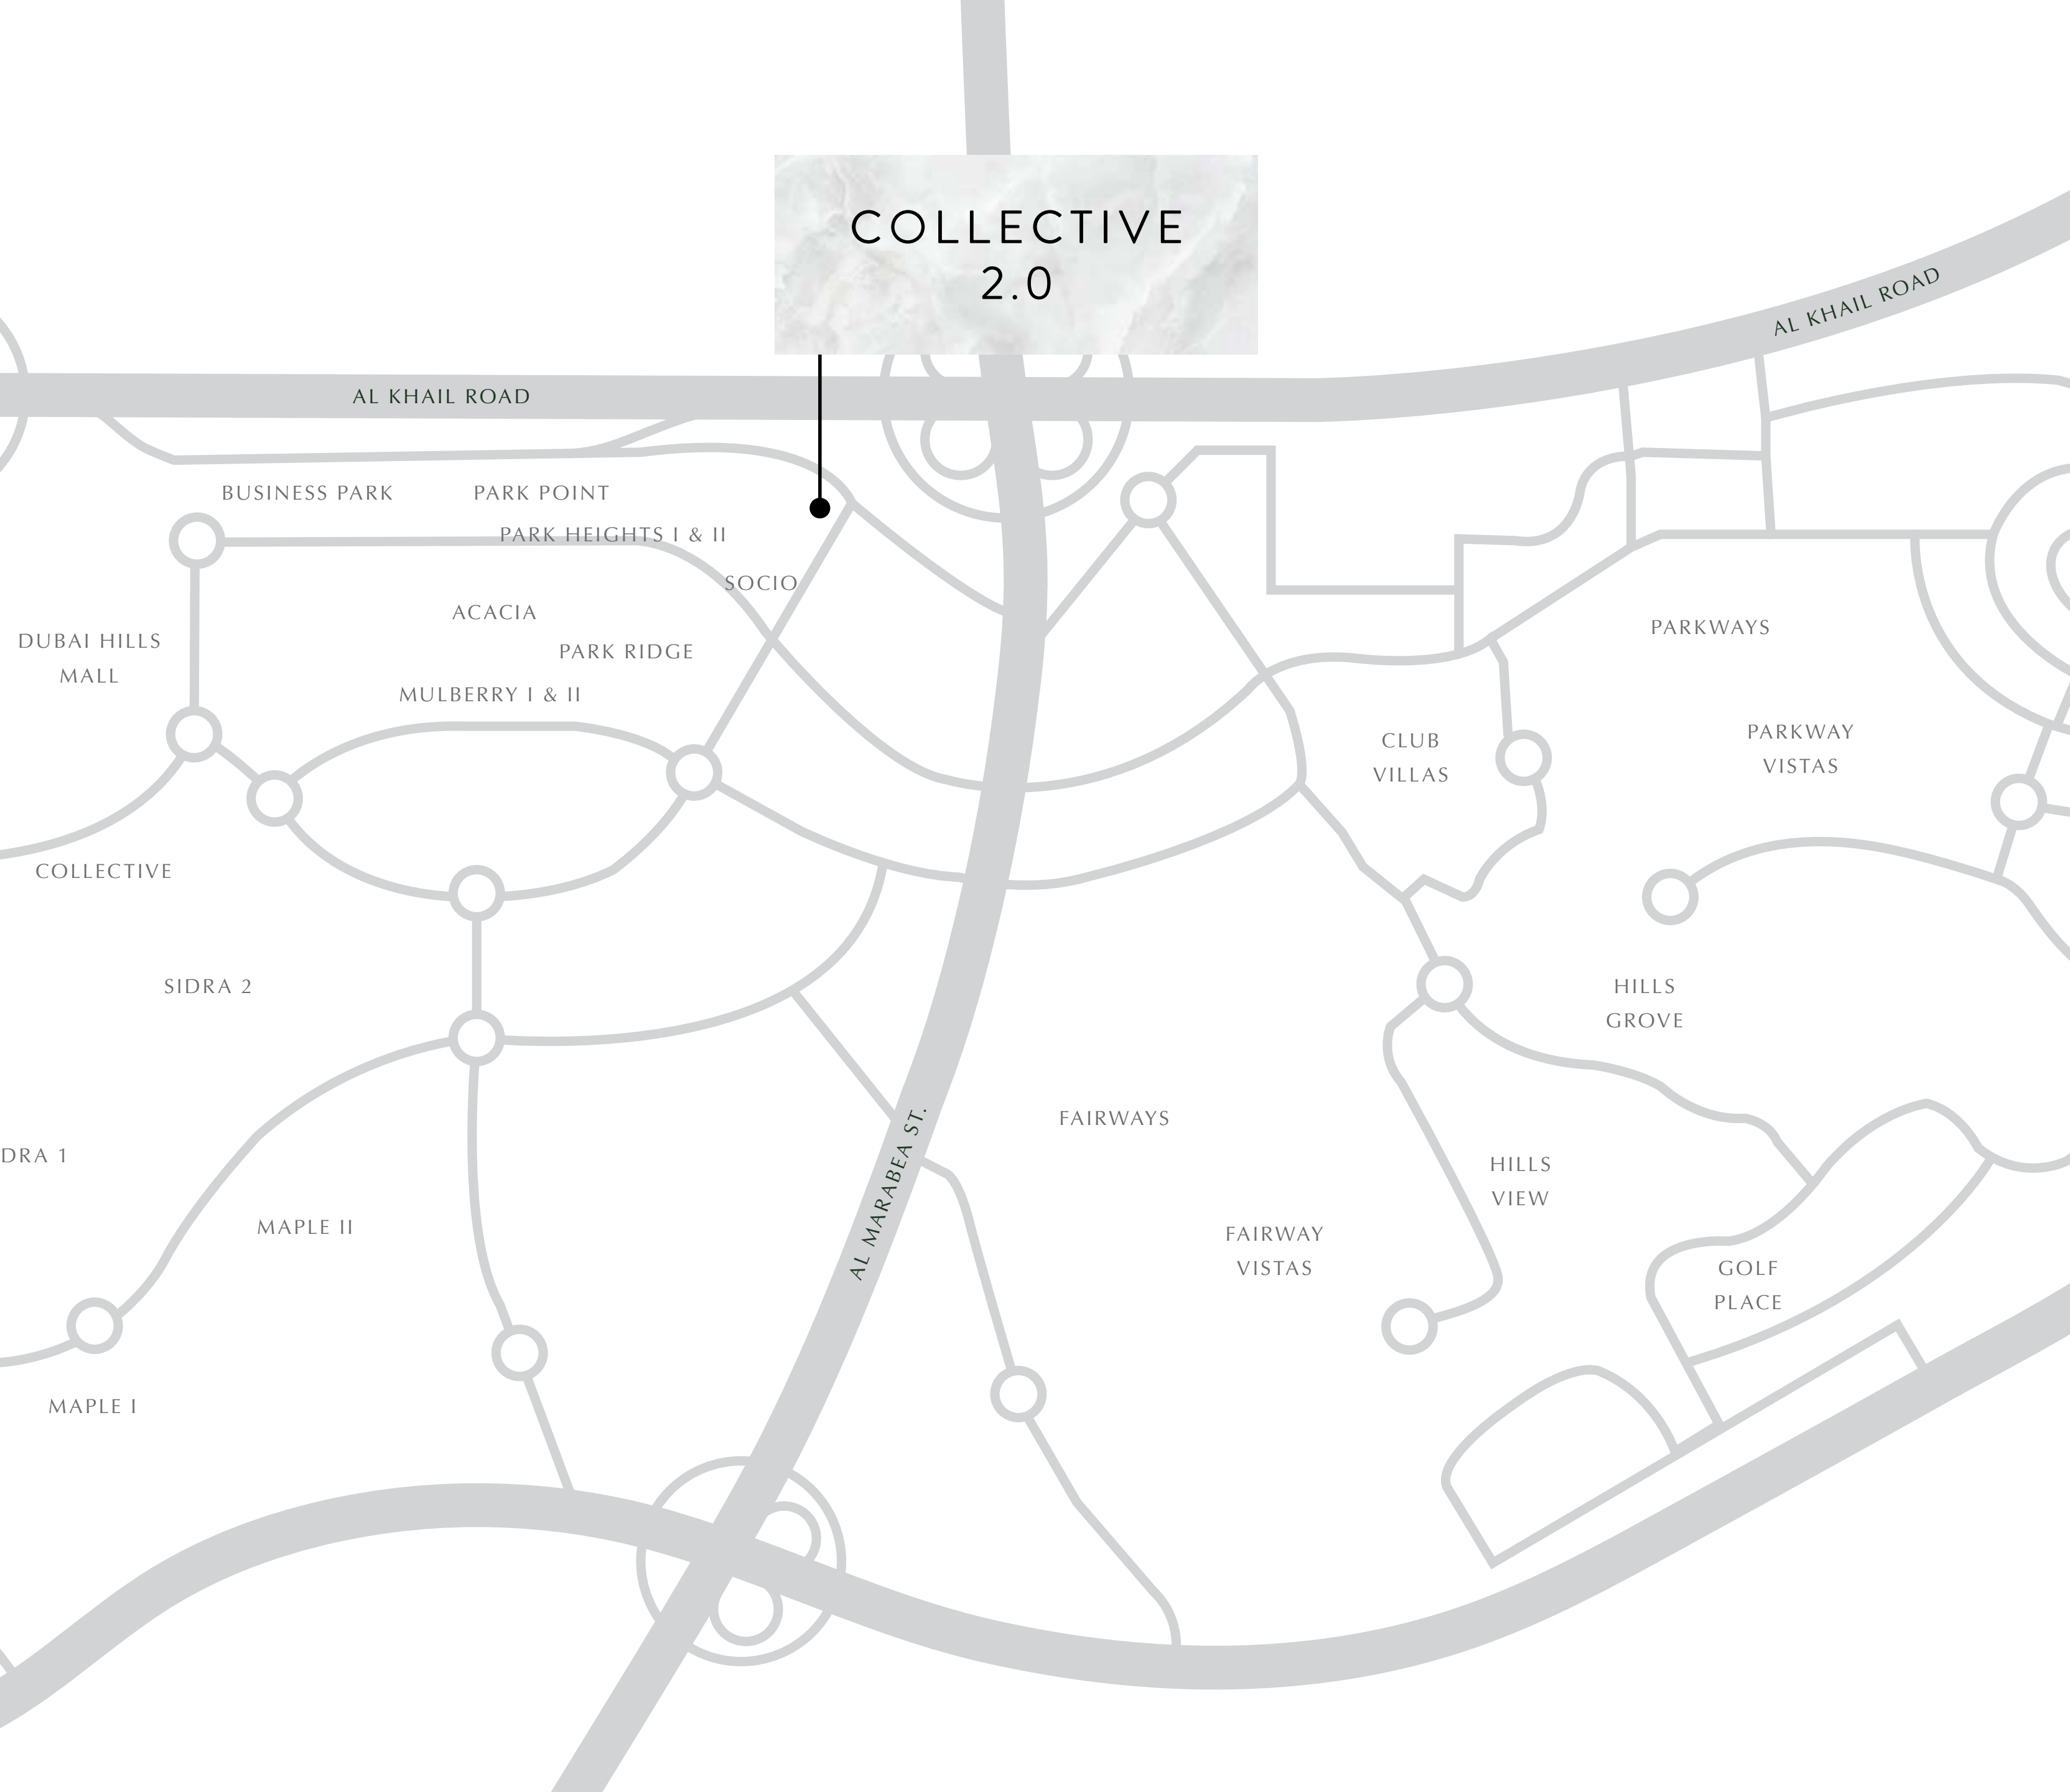 COLLECTIVE
2.0
AL KHAIL ROAD
AL KHAIL ROAD
BUSINESS PARK
PARK POINT
PARK HEIGHTS I & II
SOCIO
ACACIA
DUBAI HILLS
MALL
PARK RIDGE
MULBERRY I & II
PARKWAYS
CLUB
VILLAS
PARKWAY
VISTAS
COLLECTIVE
SIDRA 2
HILLS
GROVE
FAIRWAYS
DRA 1
HILLS
VIEW
MAPLE II
AL MARABEA ST.
FAIRWAY
VISTAS
GOLF
PLACE
MAPLE I